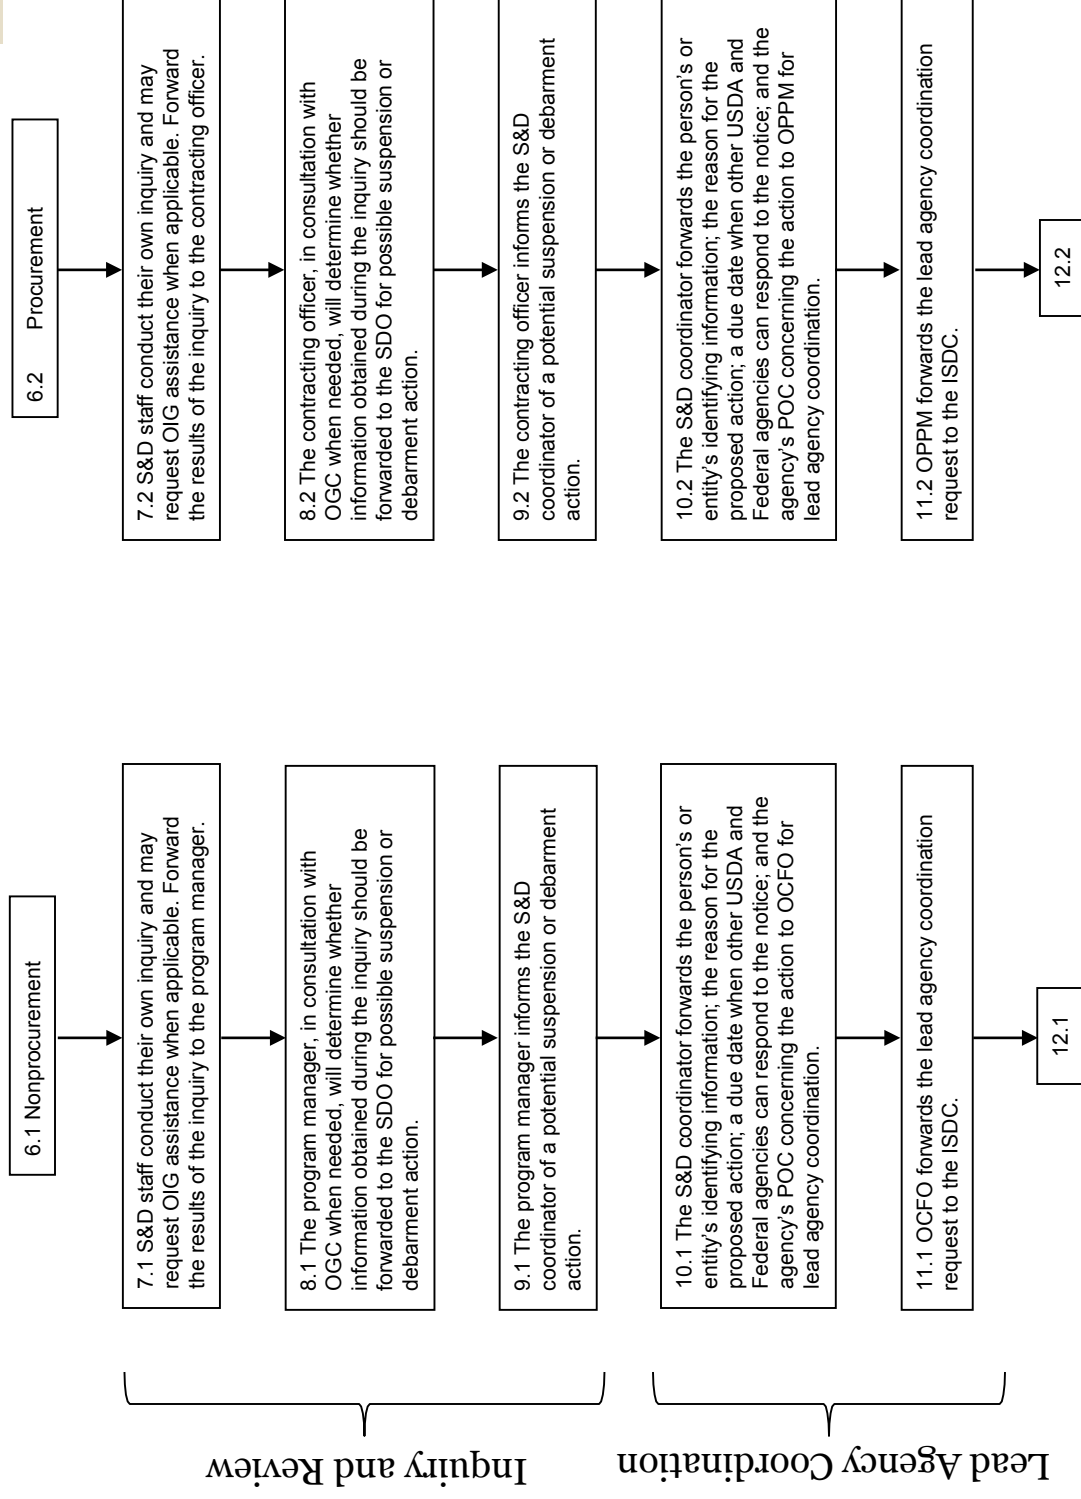 6.1 Nonprocurement
7.1 S&D staff conduct their own inquiry and may
request OIG assistance when applicable. Forward
the results of the inquiry to the program manager.
8.1 The program manager, in consultation with
OGC when needed, will determine whether
information obtained during the inquiry should be
forwarded to the SDO for possible suspension or
debarment action.
9.1 The program manager informs the S&D
coordinator of a potential suspension or debarment
action.
10.1 The S&D coordinator forwards the person's or
entity's identifying information; the reason for the
proposed action; a due date when other USDA and
Federal agencies can respond to the notice; and the
agency's POC concerning the action to OCFO for
lead agency coordination.
11.1 OCFO forwards the lead agency coordination
request to the ISDC.
12.1
6.2 Procurement
7.2 S&D staff conduct their own inquiry and may
request OIG assistance when applicable. Forward
the results of the inquiry to the contracting officer.
8.2 The contracting officer, in consultation with
OGC when needed, will determine whether
information obtained during the inquiry should be
forwarded to the SDO for possible suspension or
debarment action.
9.2 The contracting officer informs the S&D
coordinator of a potential suspension or debarment
action.
10.2 The S&D coordinator forwards the person's or
entity's identifying information; the reason for the
proposed action; a due date when other USDA and
Federal agencies can respond to the notice; and the
agency's POC concerning the action to OPPM for
lead agency coordination.
11.2 OPPM forwards the lead agency coordination
request to the ISDC.
12.2
Inquiry and Review
Lead Agency Coordination